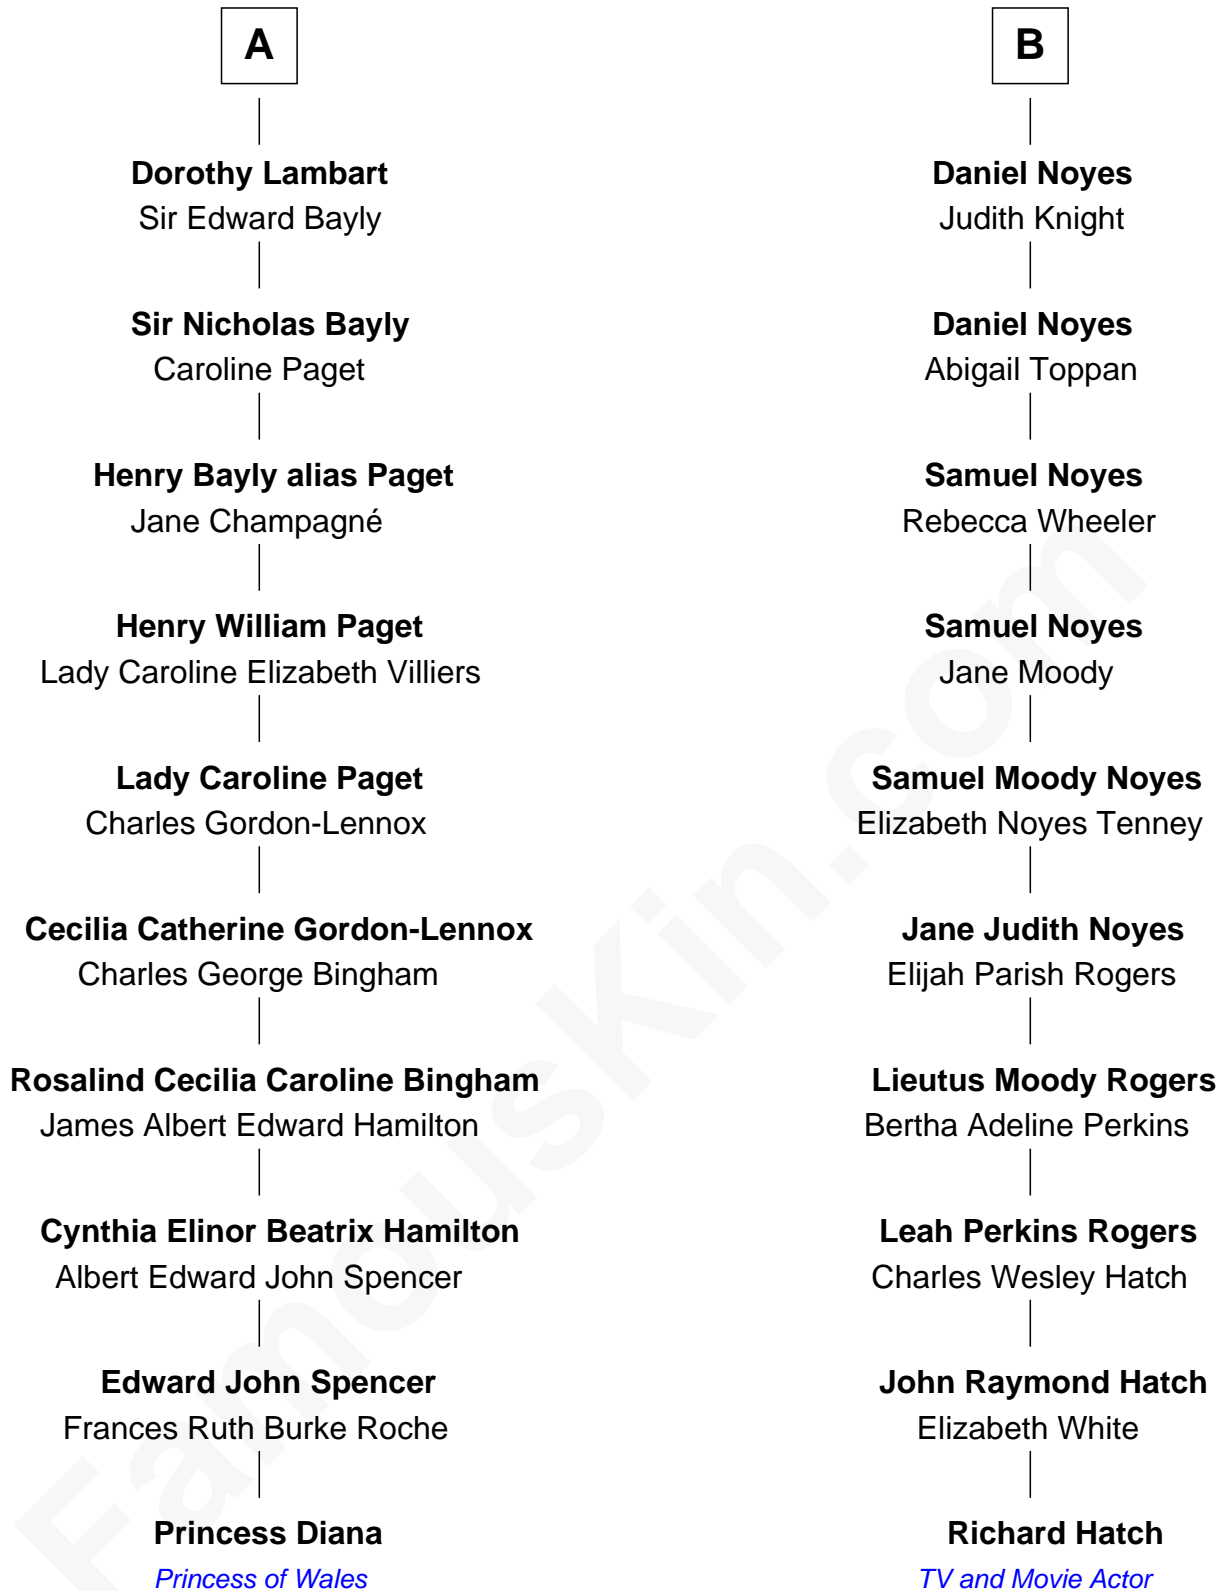 A
Dorothy Lambart
Sir Edward Bayly
Sir Nicholas Bayly
Caroline Paget
Henry Bayly alias Paget
Jane Champagné
Henry William Paget
Lady Caroline Elizabeth Villiers
Lady Caroline Paget
Charles Gordon-Lennox
Cecilia Catherine Gordon-Lennox
Charles George Bingham
Rosalind Cecilia Caroline Bingham
James Albert Edward Hamilton
Cynthia Elinor Beatrix Hamilton
Albert Edward John Spencer
Edward John Spencer
Frances Ruth Burke Roche
Princess Diana
Princess of Wales
B
Daniel Noyes
Judith Knight
Daniel Noyes
Abigail Toppan
Samuel Noyes
Rebecca Wheeler
Samuel Noyes
Jane Moody
Samuel Moody Noyes
Elizabeth Noyes Tenney
Jane Judith Noyes
Elijah Parish Rogers
Lieutus Moody Rogers
Bertha Adeline Perkins
Leah Perkins Rogers
Charles Wesley Hatch
John Raymond Hatch
Elizabeth White
Richard Hatch
TV and Movie Actor
FamousKin.com